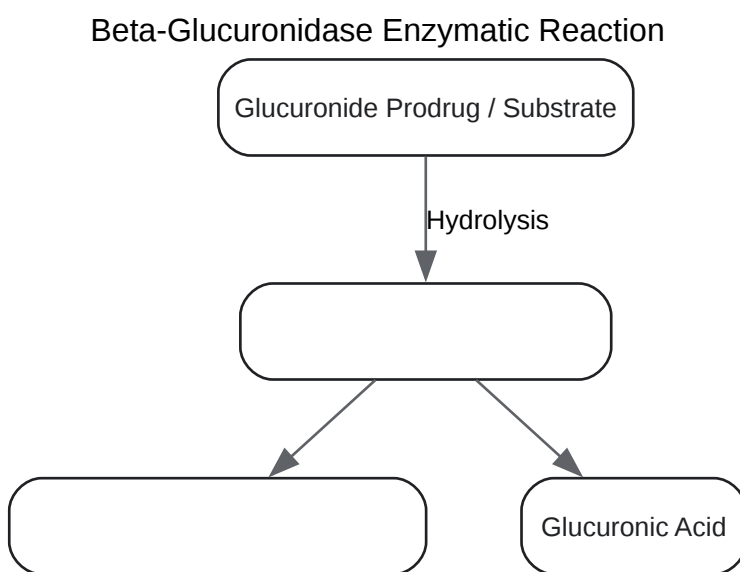 Beta-Glucuronidase Enzymatic Reaction
Glucuronide Prodrug / Substrate
Hydrolysis
Glucuronic Acid